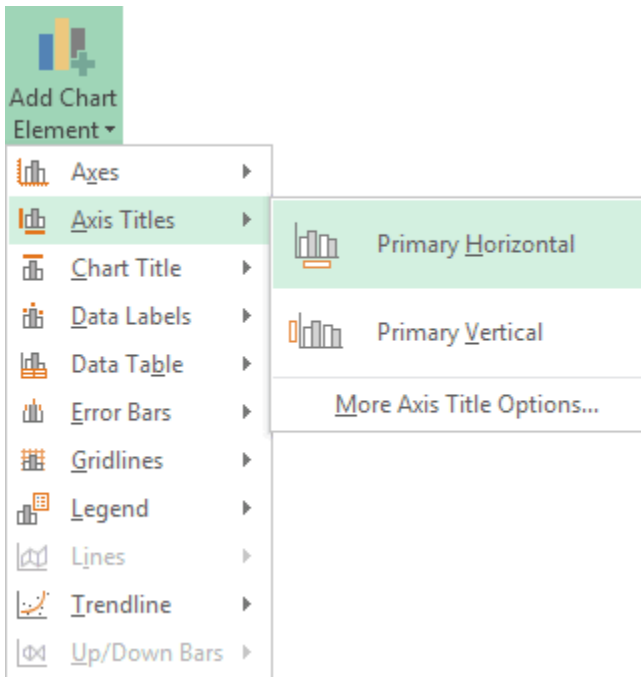 Add Chart
Element
Axes
Axis Titles
Primary Horizontal
Chart Title
Data Labels
Primary Vertical
Data Table
More Axis Title Options...
Error Bars
Gridlines
Legend
Lines
Trendline
Up/Down Bars